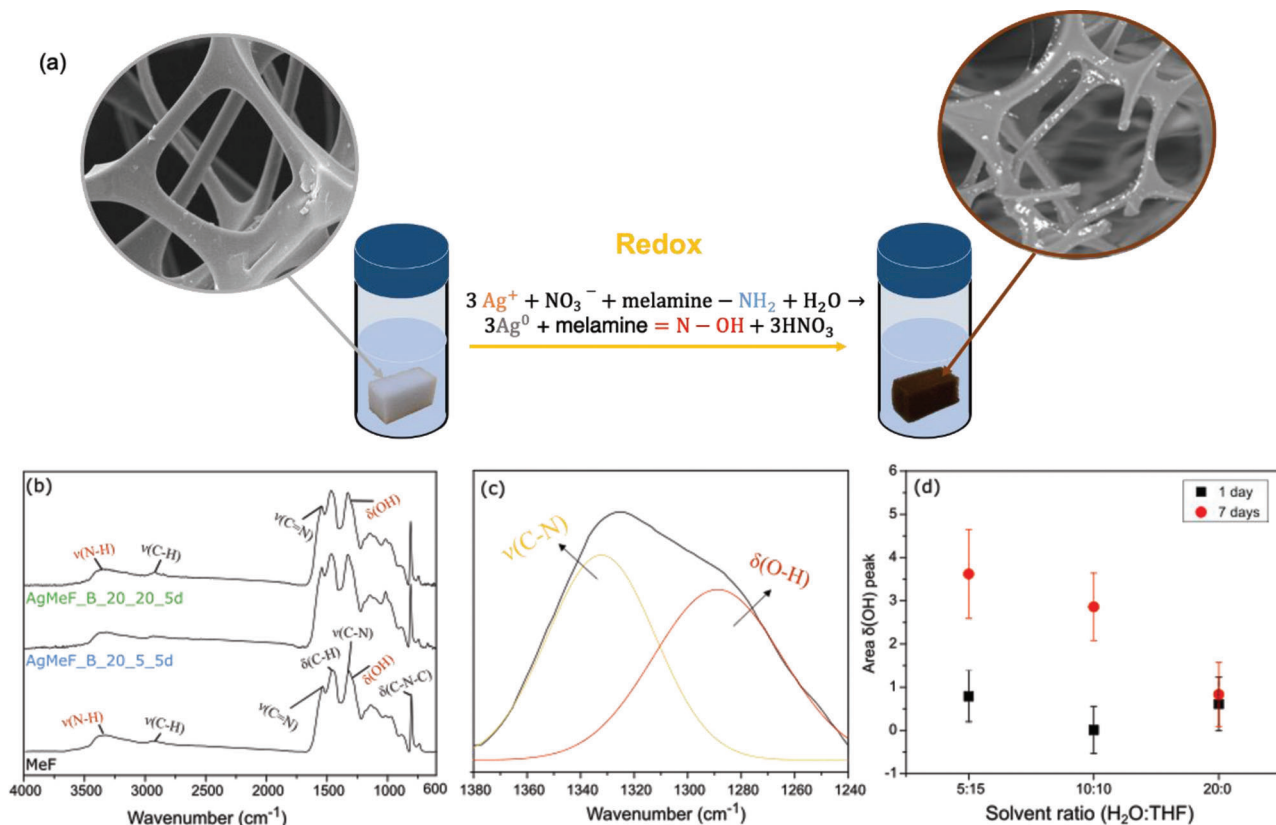 (a)
Redox
3 Ag⁺ + NO₃⁻ + melamine − NH₂ + H₂O →
3Ag⁰ + melamine = N − OH + 3HNO₃
(b)
ν(N-H)
ν(C-H)
ν(C=N)
δ(OH)
AgMeF_B_20_20_5d
AgMeF_B_20_5_5d
δ(C-H)
ν(C-N)
δ(OH)
δ(C-N-C)
ν(C=N)
ν(N-H)
ν(C-H)
MeF
4000 3500 3000 2500 2000 1500 1000 600
Wavenumber (cm⁻¹)
(c)
ν(C-N)
δ(O-H)
1380 1360 1340 1320 1300 1280 1260 1240
Wavenumber (cm⁻¹)
(d)
1 day
7 days
Area δ(OH) peak
6
5
4
3
2
1
0
-1
5:15 10:10 20:0
Solvent ratio (H₂O:THF)